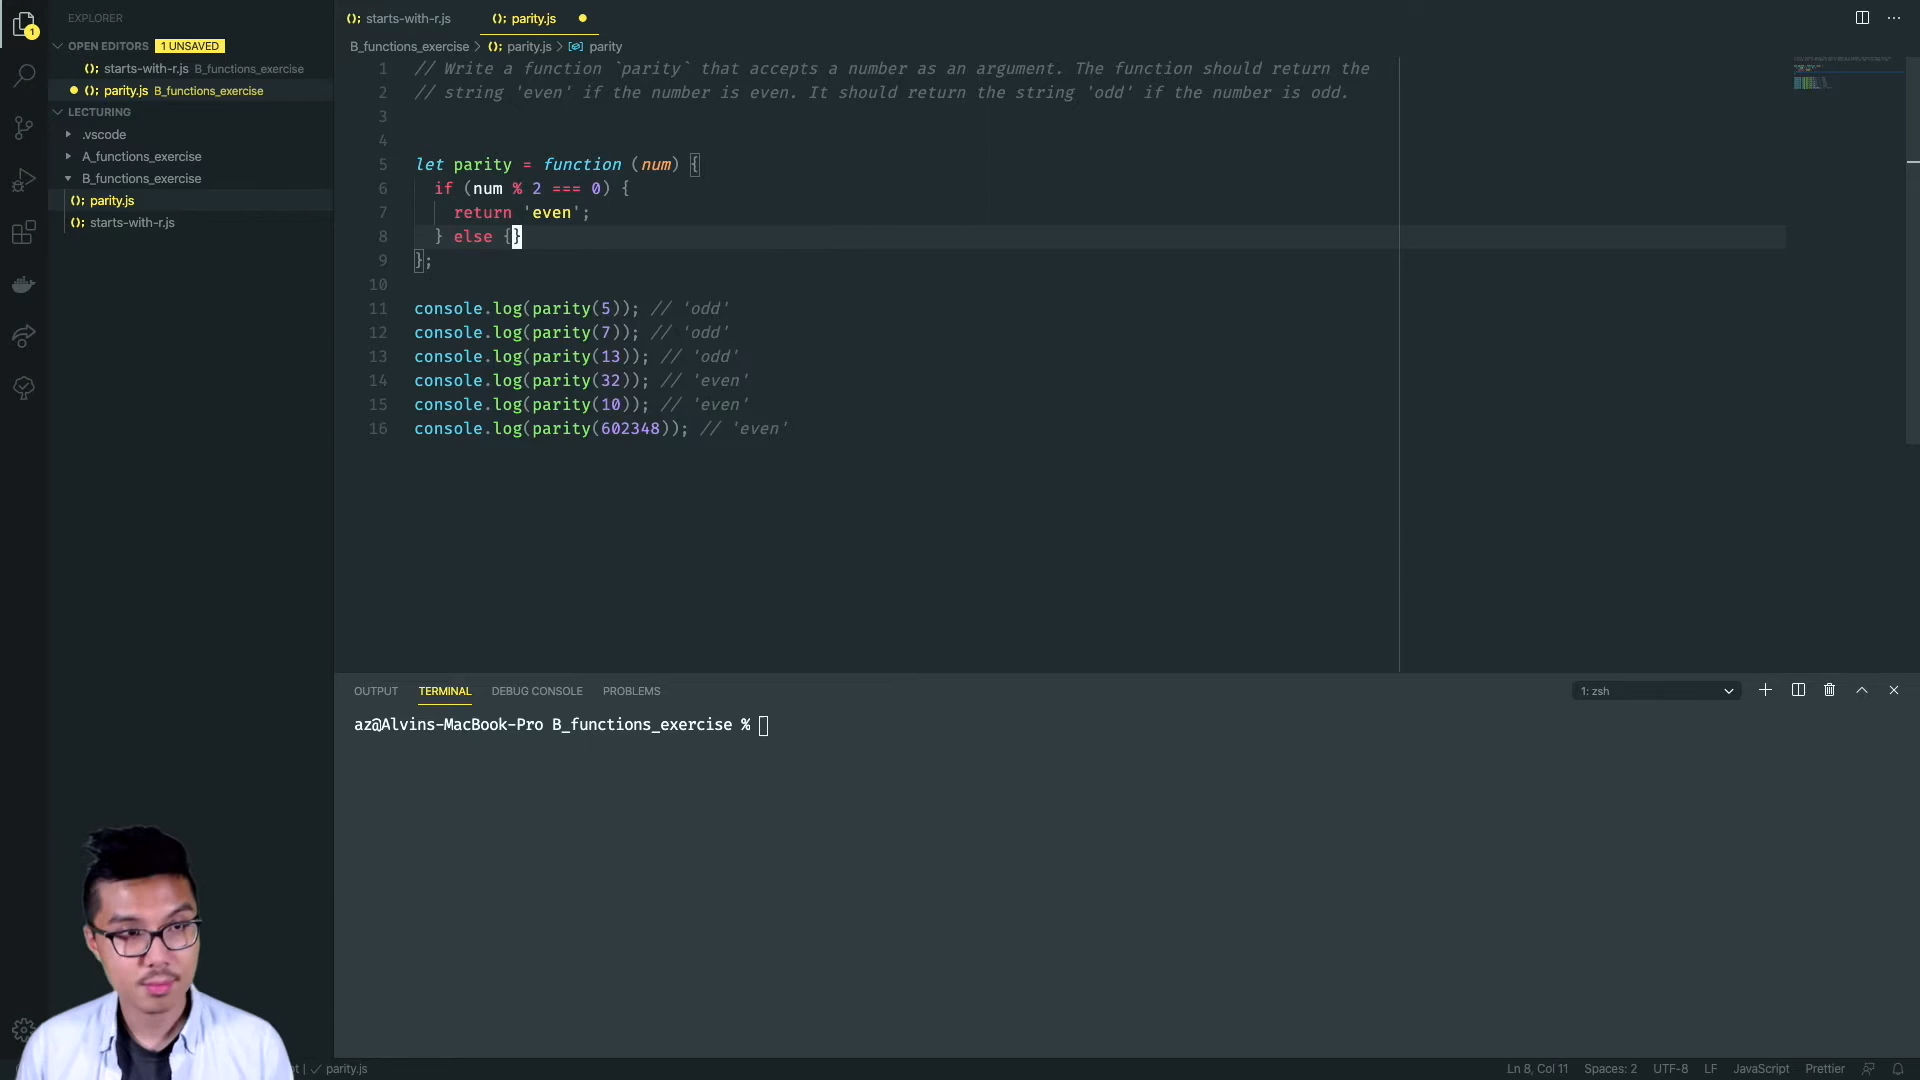 EXPLORER
OPEN EDITORS 1 UNSAVED
starts-with-r.js B_functions_exercise
parity.js B_functions_exercise
LECTURING
.vscode
A_functions_exercise
B_functions_exercise
parity.js
starts-with-r.js
1
starts-with-r.js parity.js
B_functions_exercise > parity.js > parity
1 // Write a function `parity` that accepts a number as an argument. The function should return the
2 // string 'even' if the number is even. It should return the string 'odd' if the number is odd.
3
4
5 let parity = function (num) {
6 if (num % 2 === 0) {
7 return 'even';
8 } else {}
9 };
10
11 console.log(parity(5)); // 'odd'
12 console.log(parity(7)); // 'odd'
13 console.log(parity(13)); // 'odd'
14 console.log(parity(32)); // 'even'
15 console.log(parity(10)); // 'even'
16 console.log(parity(602348)); // 'even'
OUTPUT TERMINAL DEBUG CONSOLE PROBLEMS
1: zsh
az@Alvins-MacBook-Pro B_functions_exercise %
parity.js
Ln 8, Col 11 Spaces: 2 UTF-8 LF JavaScript Prettier